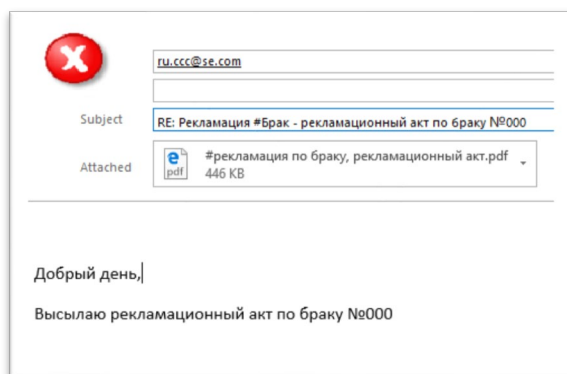 ru.ccc@se.com
Subject
RE: Рекламация #Брак - рекламационный акт по браку №000
Attached
#рекламация по браку, рекламационный акт.pdf
pdf
446 KB
Добрый день,
Высылаю рекламационный акт по браку №000